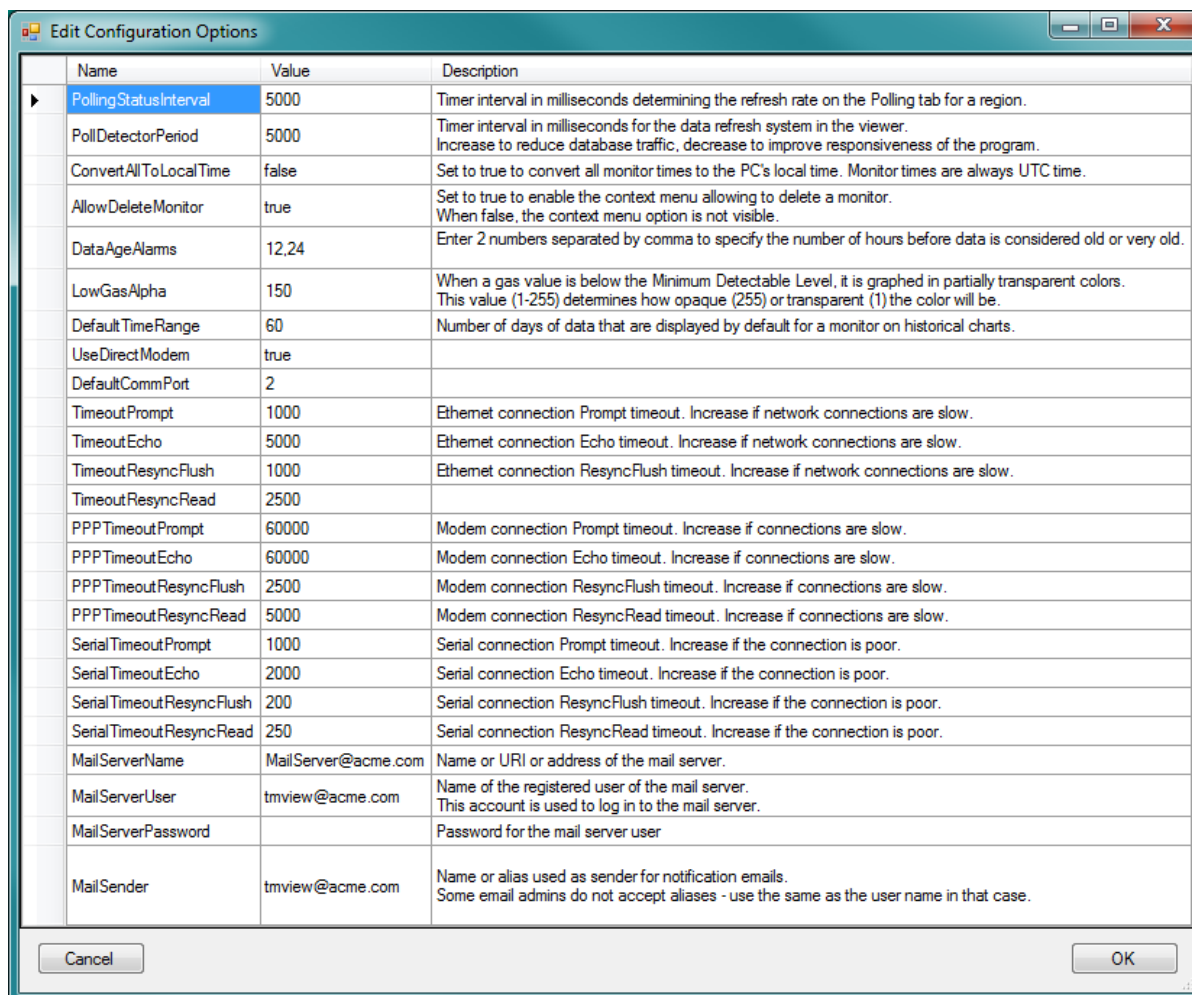 Edit Configuration Options
Name Value Description
PollingStatusInterval 5000 Timer interval in milliseconds determining the refresh rate on the Polling tab for a region.
PollDetectorPeriod 5000 Timer interval in milliseconds for the data refresh system in the viewer.
Increase to reduce database traffic, decrease to improve responsiveness of the program.
ConvertAllToLocalTime false Set to true to convert all monitor times to the PC's local time. Monitor times are always UTC time.
AllowDeleteMonitor true Set to true to enable the context menu allowing to delete a monitor.
When false, the context menu option is not visible.
DataAgeAlarms 12,24 Enter 2 numbers separated by comma to specify the number of hours before data is considered old or very old.
LowGasAlpha 150 When a gas value is below the Minimum Detectable Level, it is graphed in partially transparent colors.
This value (1-255) determines how opaque (255) or transparent (1) the color will be.
DefaultTimeRange 60 Number of days of data that are displayed by default for a monitor on historical charts.
UseDirectModem true
DefaultCommPort 2
TimeoutPrompt 1000 Ethernet connection Prompt timeout. Increase if network connections are slow.
TimeoutEcho 5000 Ethernet connection Echo timeout. Increase if network connections are slow.
TimeoutResyncFlush 1000 Ethernet connection ResyncFlush timeout. Increase if network connections are slow.
TimeoutResyncRead 2500
PPPTimeoutPrompt 60000 Modem connection Prompt timeout. Increase if connections are slow.
PPPTimeoutEcho 60000 Modem connection Echo timeout. Increase if connections are slow.
PPPTimeoutResyncFlush 2500 Modem connection ResyncFlush timeout. Increase if connections are slow.
PPPTimeoutResyncRead 5000 Modem connection ResyncRead timeout. Increase if connections are slow.
SerialTimeoutPrompt 1000 Serial connection Prompt timeout. Increase if the connection is poor.
SerialTimeoutEcho 2000 Serial connection Echo timeout. Increase if the connection is poor.
SerialTimeoutResyncFlush 200 Serial connection ResyncFlush timeout. Increase if the connection is poor.
SerialTimeoutResyncRead 250 Serial connection ResyncRead timeout. Increase if the connection is poor.
MailServerName MailServer@acme.com Name or URI or address of the mail server.
MailServerUser tmview@acme.com Name of the registered user of the mail server.
This account is used to log in to the mail server.
MailServerPassword Password for the mail server user
MailSender tmview@acme.com Name or alias used as sender for notification emails.
Some email admins do not accept aliases - use the same as the user name in that case.
Cancel OK